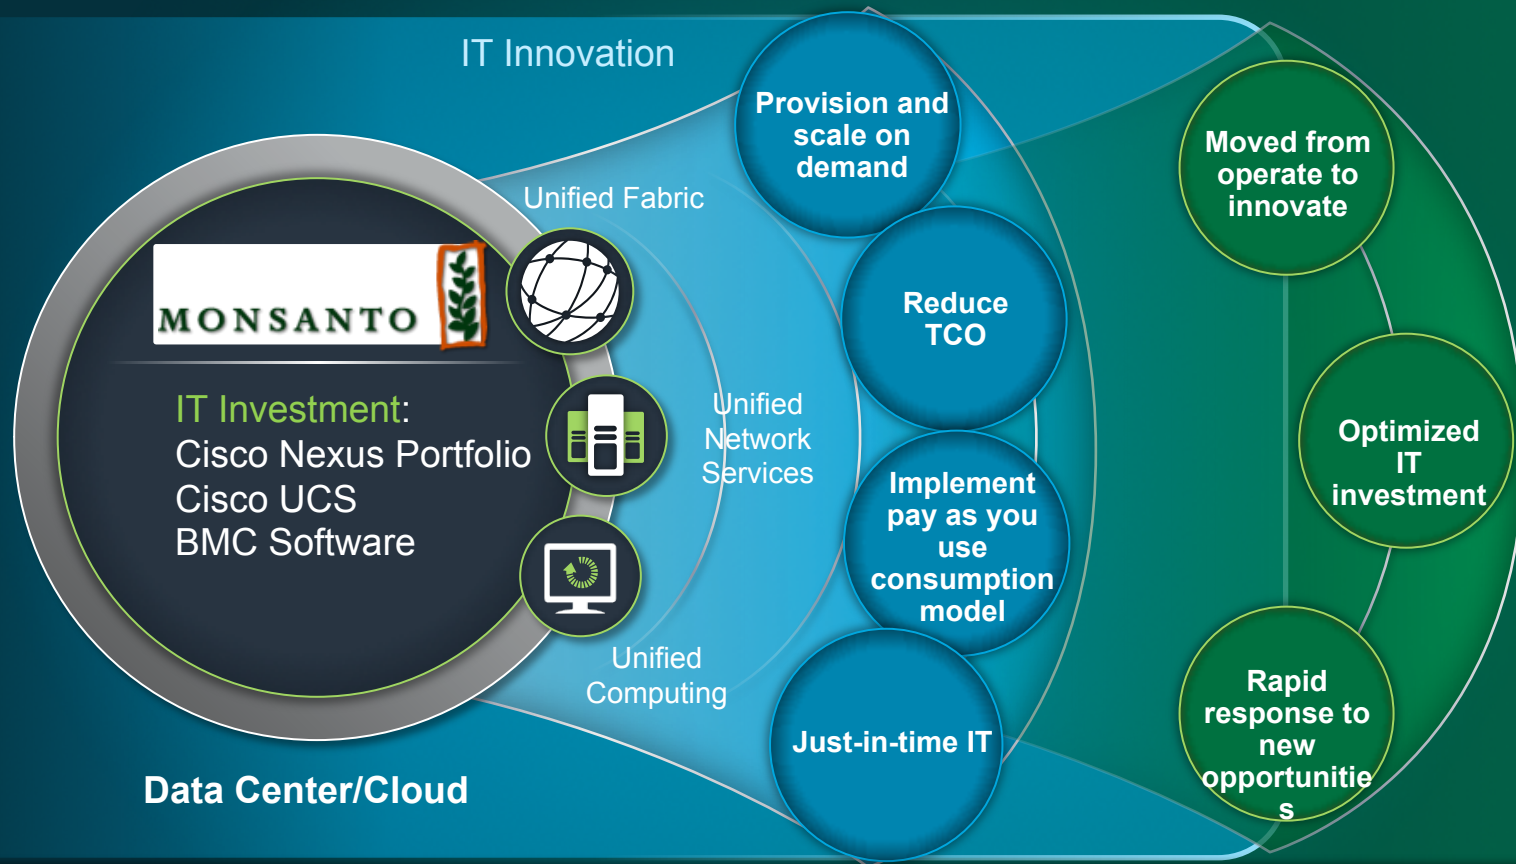 IT Innovation
Provision and
scale on
demand
Moved from
operate to
innovate
Unified Fabric
MONSANTO
Reduce
TCO
IT Investment:
Cisco Nexus Portfolio
Cisco UCS
BMC Software
Unified
Network
Services
Optimized
IT
investment
Implement
pay as you
use
consumption
model
Unified
Computing
Just-in-time IT
Rapid
response to
new
opportunitie
s
Data Center/Cloud